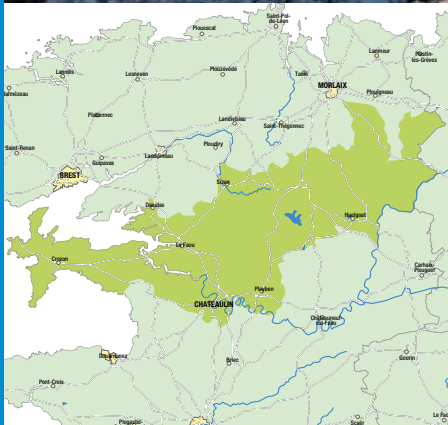 Saint-Pol-
de-Léon
Plouescat
Lannilis
Lesneven
Plouzévédé
Taulé
Lanmeur
Plestin-
les-Grèves
MORLAIX
Plouigneau
Plabennec
Landivisiau
Saint-Thégonnec
Saint-Renan
Guipavas
Landerneau
Ploudiry
BREST
Sizun
Daoulas
Huelgoat
Le Faou
Crozon
Carhaix-
Plouguer
Pleyben
CHATEAULIN
Châteauneuf-
du-Faou
Douarnenez
Briec
Gourin
Pont-Croix
Scaër